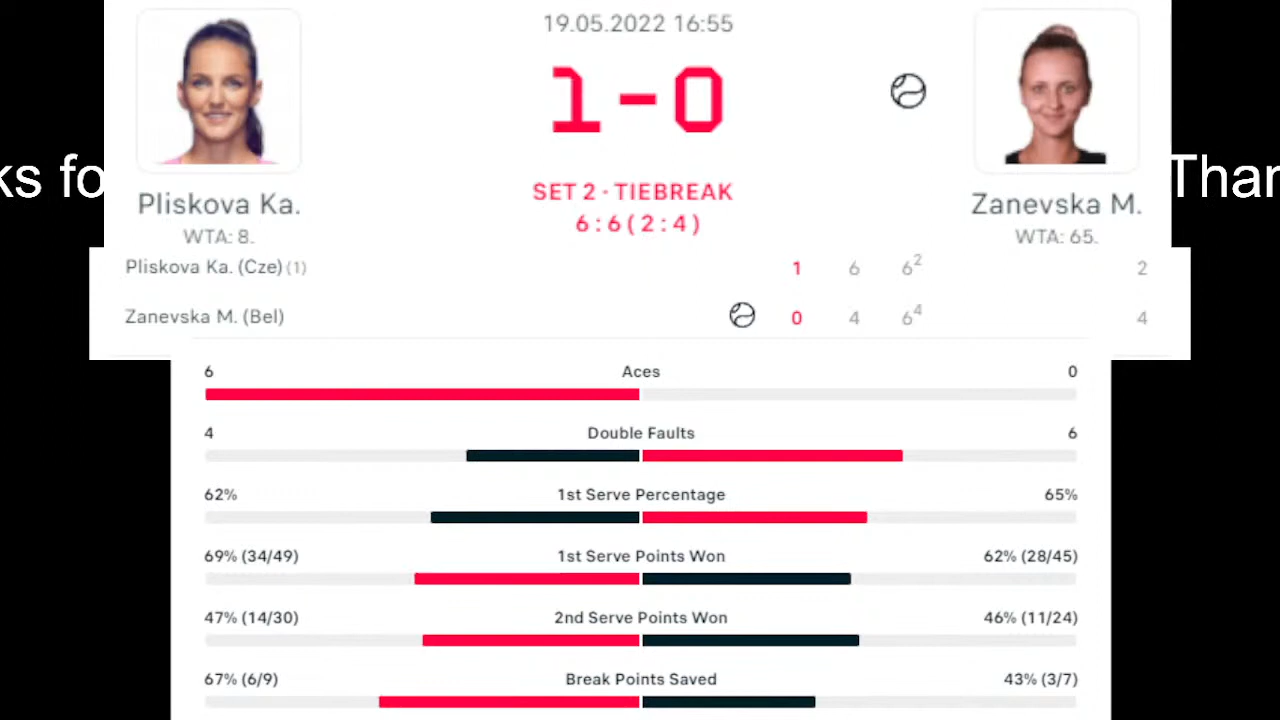 19.05.2022 16:55
1-0
SET 2 · TIEBREAK
6 : 6 ( 2 : 4 )
ks fo
Than
Pliskova Ka.
Zanevska M.
WTA: 8.
WTA: 65.
Pliskova Ka. (Cze) (1) 1 6 6² 2
Zanevska M. (Bel) 0 4 6⁴ 4
6 Aces 0
4 Double Faults 6
62% 1st Serve Percentage 65%
69% (34/49) 1st Serve Points Won 62% (28/45)
47% (14/30) 2nd Serve Points Won 46% (11/24)
67% (6/9) Break Points Saved 43% (3/7)